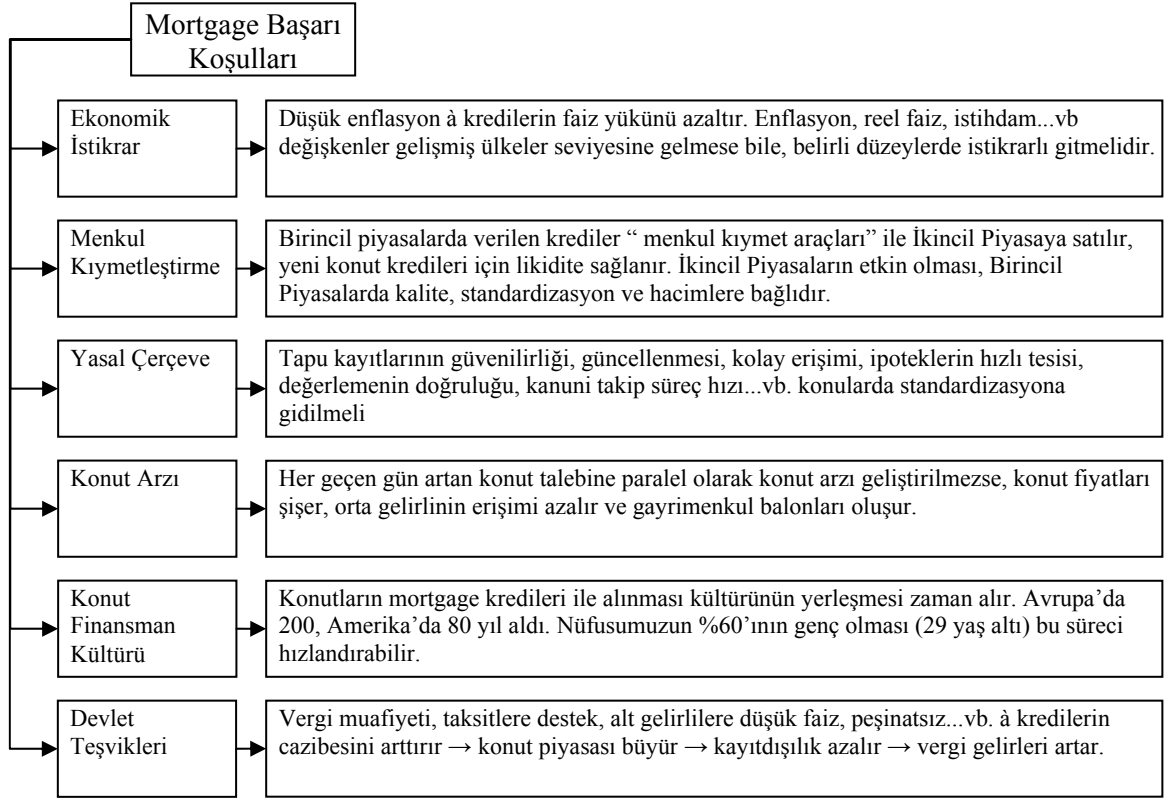 Mortgage Başarı
Koşulları
Ekonomik
İstikrar
Düşük enflasyon à kredilerin faiz yükünü azaltır. Enflasyon, reel faiz, istihdam...vb
değişkenler gelişmiş ülkeler seviyesine gelmese bile, belirli düzeylerde istikrarlı gitmelidir.
Menkul
Kıymetleştirme
Birincil piyasalarda verilen krediler “ menkul kıymet araçları” ile İkincil Piyasaya satılır,
yeni konut kredileri için likidite sağlanır. İkincil Piyasaların etkin olması, Birincil
Piyasalarda kalite, standardizasyon ve hacimlere bağlıdır.
Yasal Çerçeve
Tapu kayıtlarının güvenilirliği, güncellenmesi, kolay erişimi, ipoteklerin hızlı tesisi,
değerlemenin doğruluğu, kanuni takip süreç hızı...vb. konularda standardizasyona
gidilmeli
Konut Arzı
Her geçen gün artan konut talebine paralel olarak konut arzı geliştirilmezse, konut fiyatları
şişer, orta gelirlinin erişimi azalır ve gayrimenkul balonları oluşur.
Konut
Finansman
Kültürü
Konutların mortgage kredileri ile alınması kültürünün yerleşmesi zaman alır. Avrupa’da
200, Amerika’da 80 yıl aldı. Nüfusumuzun %60’ının genç olması (29 yaş altı) bu süreci
hızlandırabilir.
Devlet
Teşvikleri
Vergi muafiyeti, taksitlere destek, alt gelirlilere düşük faiz, peşinatsız...vb. à kredilerin
cazibesini arttırır → konut piyasası büyür → kayıtdışılık azalır → vergi gelirleri artar.